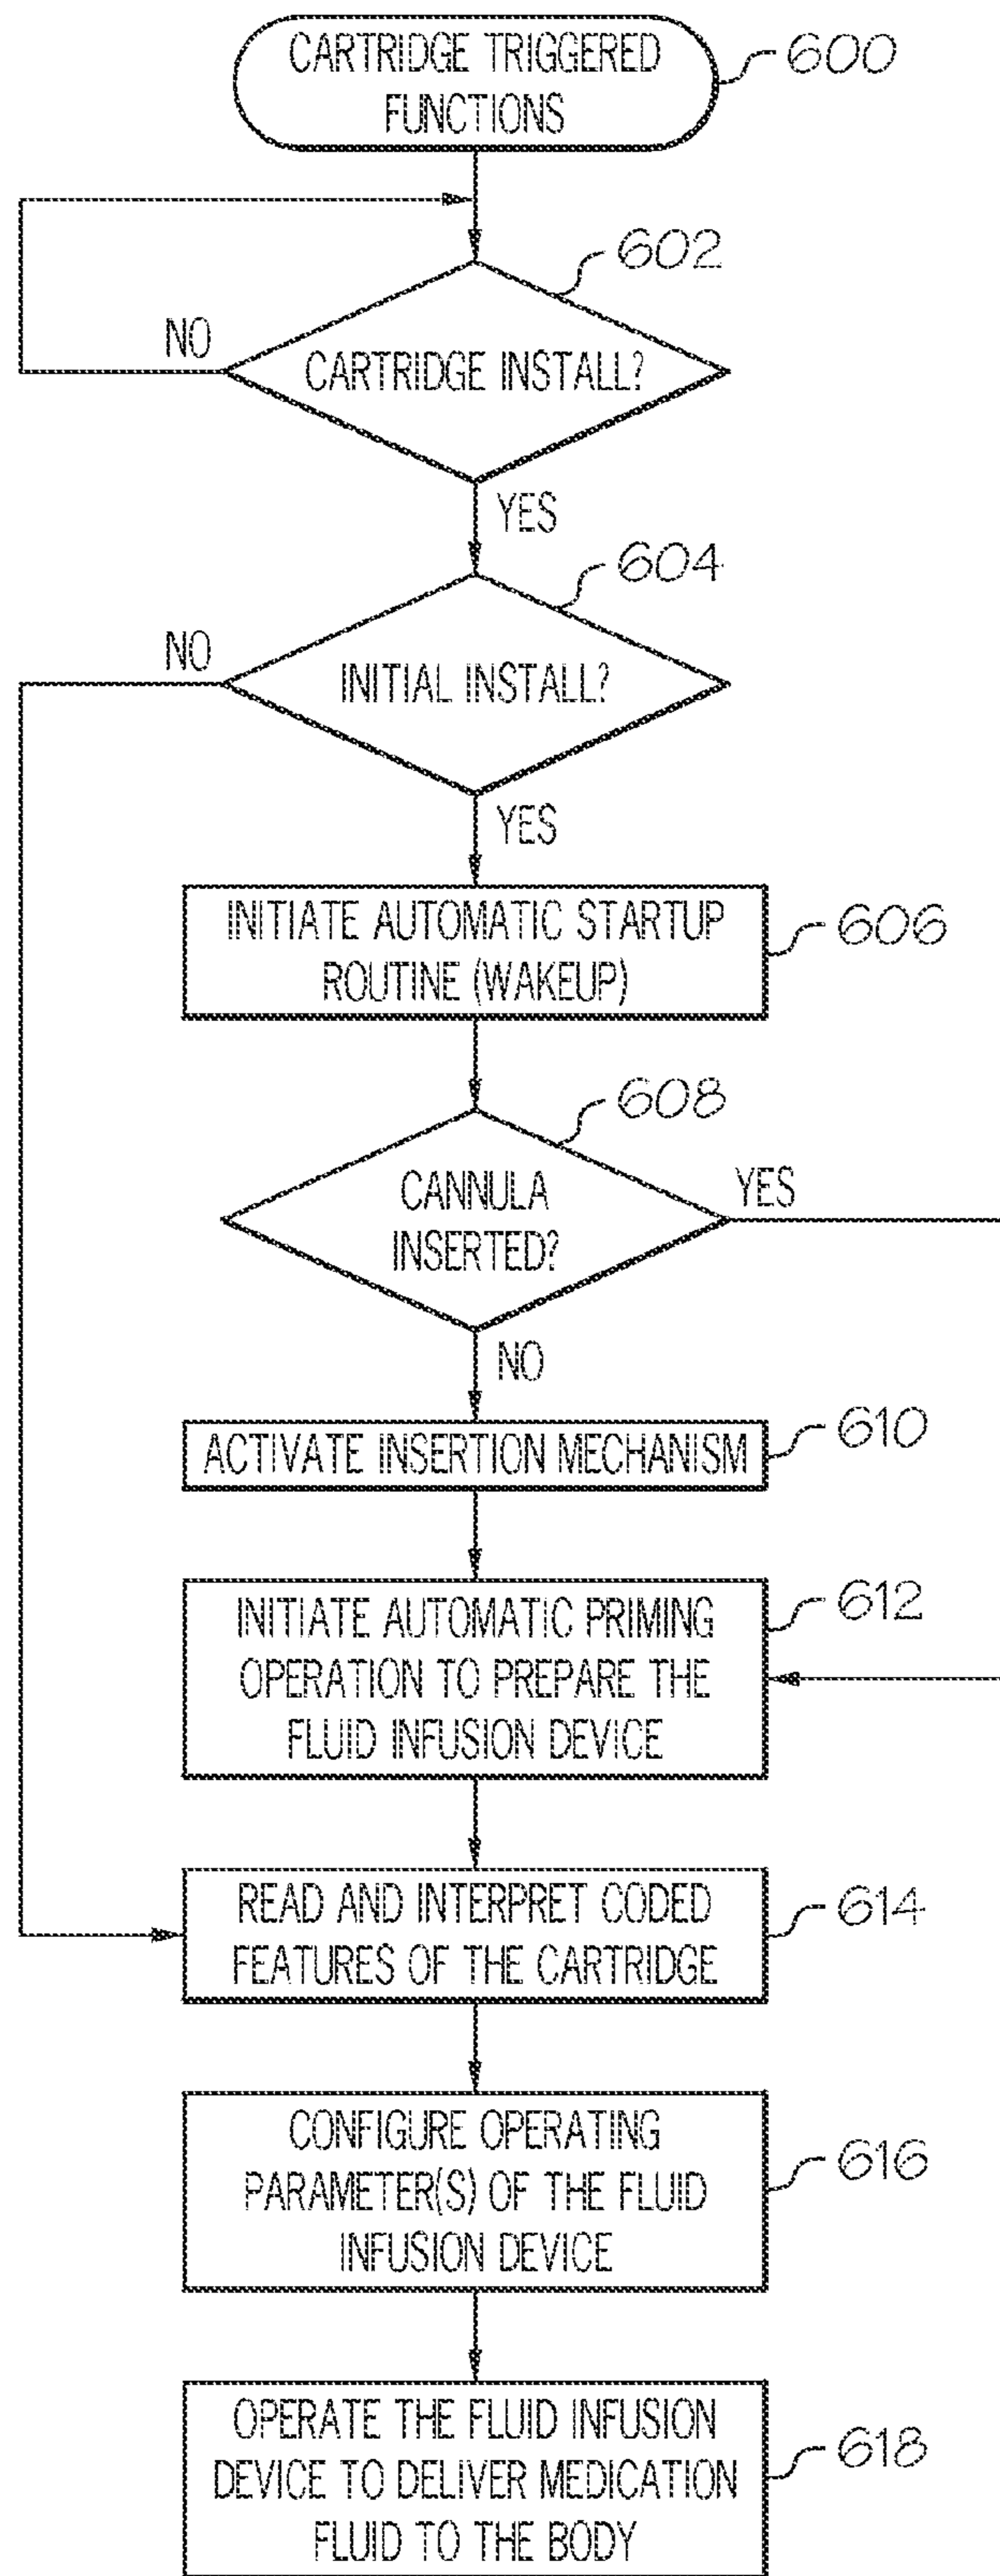 CARTRIDGE TRIGGERED
FUNCTIONS
600
602
NO
CARTRIDGE INSTALL?
YES
604
NO
INITIAL INSTALL?
YES
INITIATE AUTOMATIC STARTUP
ROUTINE (WAKEUP)
606
608
CANNULA
INSERTED?
YES
NO
ACTIVATE INSERTION MECHANISM
610
INITIATE AUTOMATIC PRIMING
OPERATION TO PREPARE THE
FLUID INFUSION DEVICE
612
READ AND INTERPRET CODED
FEATURES OF THE CARTRIDGE
614
CONFIGURE OPERATING
PARAMETER(S) OF THE FLUID
INFUSION DEVICE
616
OPERATE THE FLUID INFUSION
DEVICE TO DELIVER MEDICATION
FLUID TO THE BODY
618